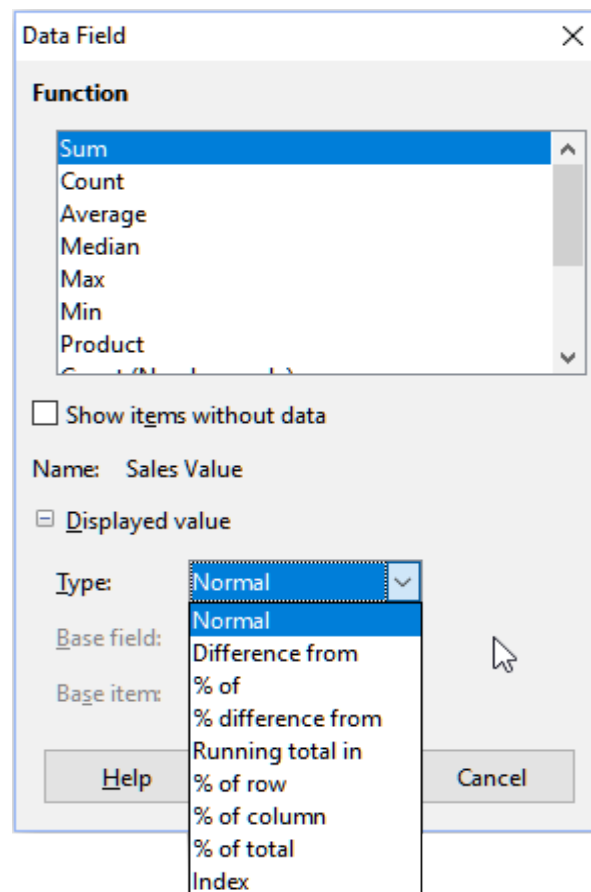 Data Field
Function
Sum
Count
Average
Median
Max
Min
Product
Show items without data
Name: Sales Value
Displayed value
Type: Normal
Normal
Base field:
Difference from
% of
Base item:
% difference from
Running total in
Help
% of row
Cancel
% of column
% of total
Index